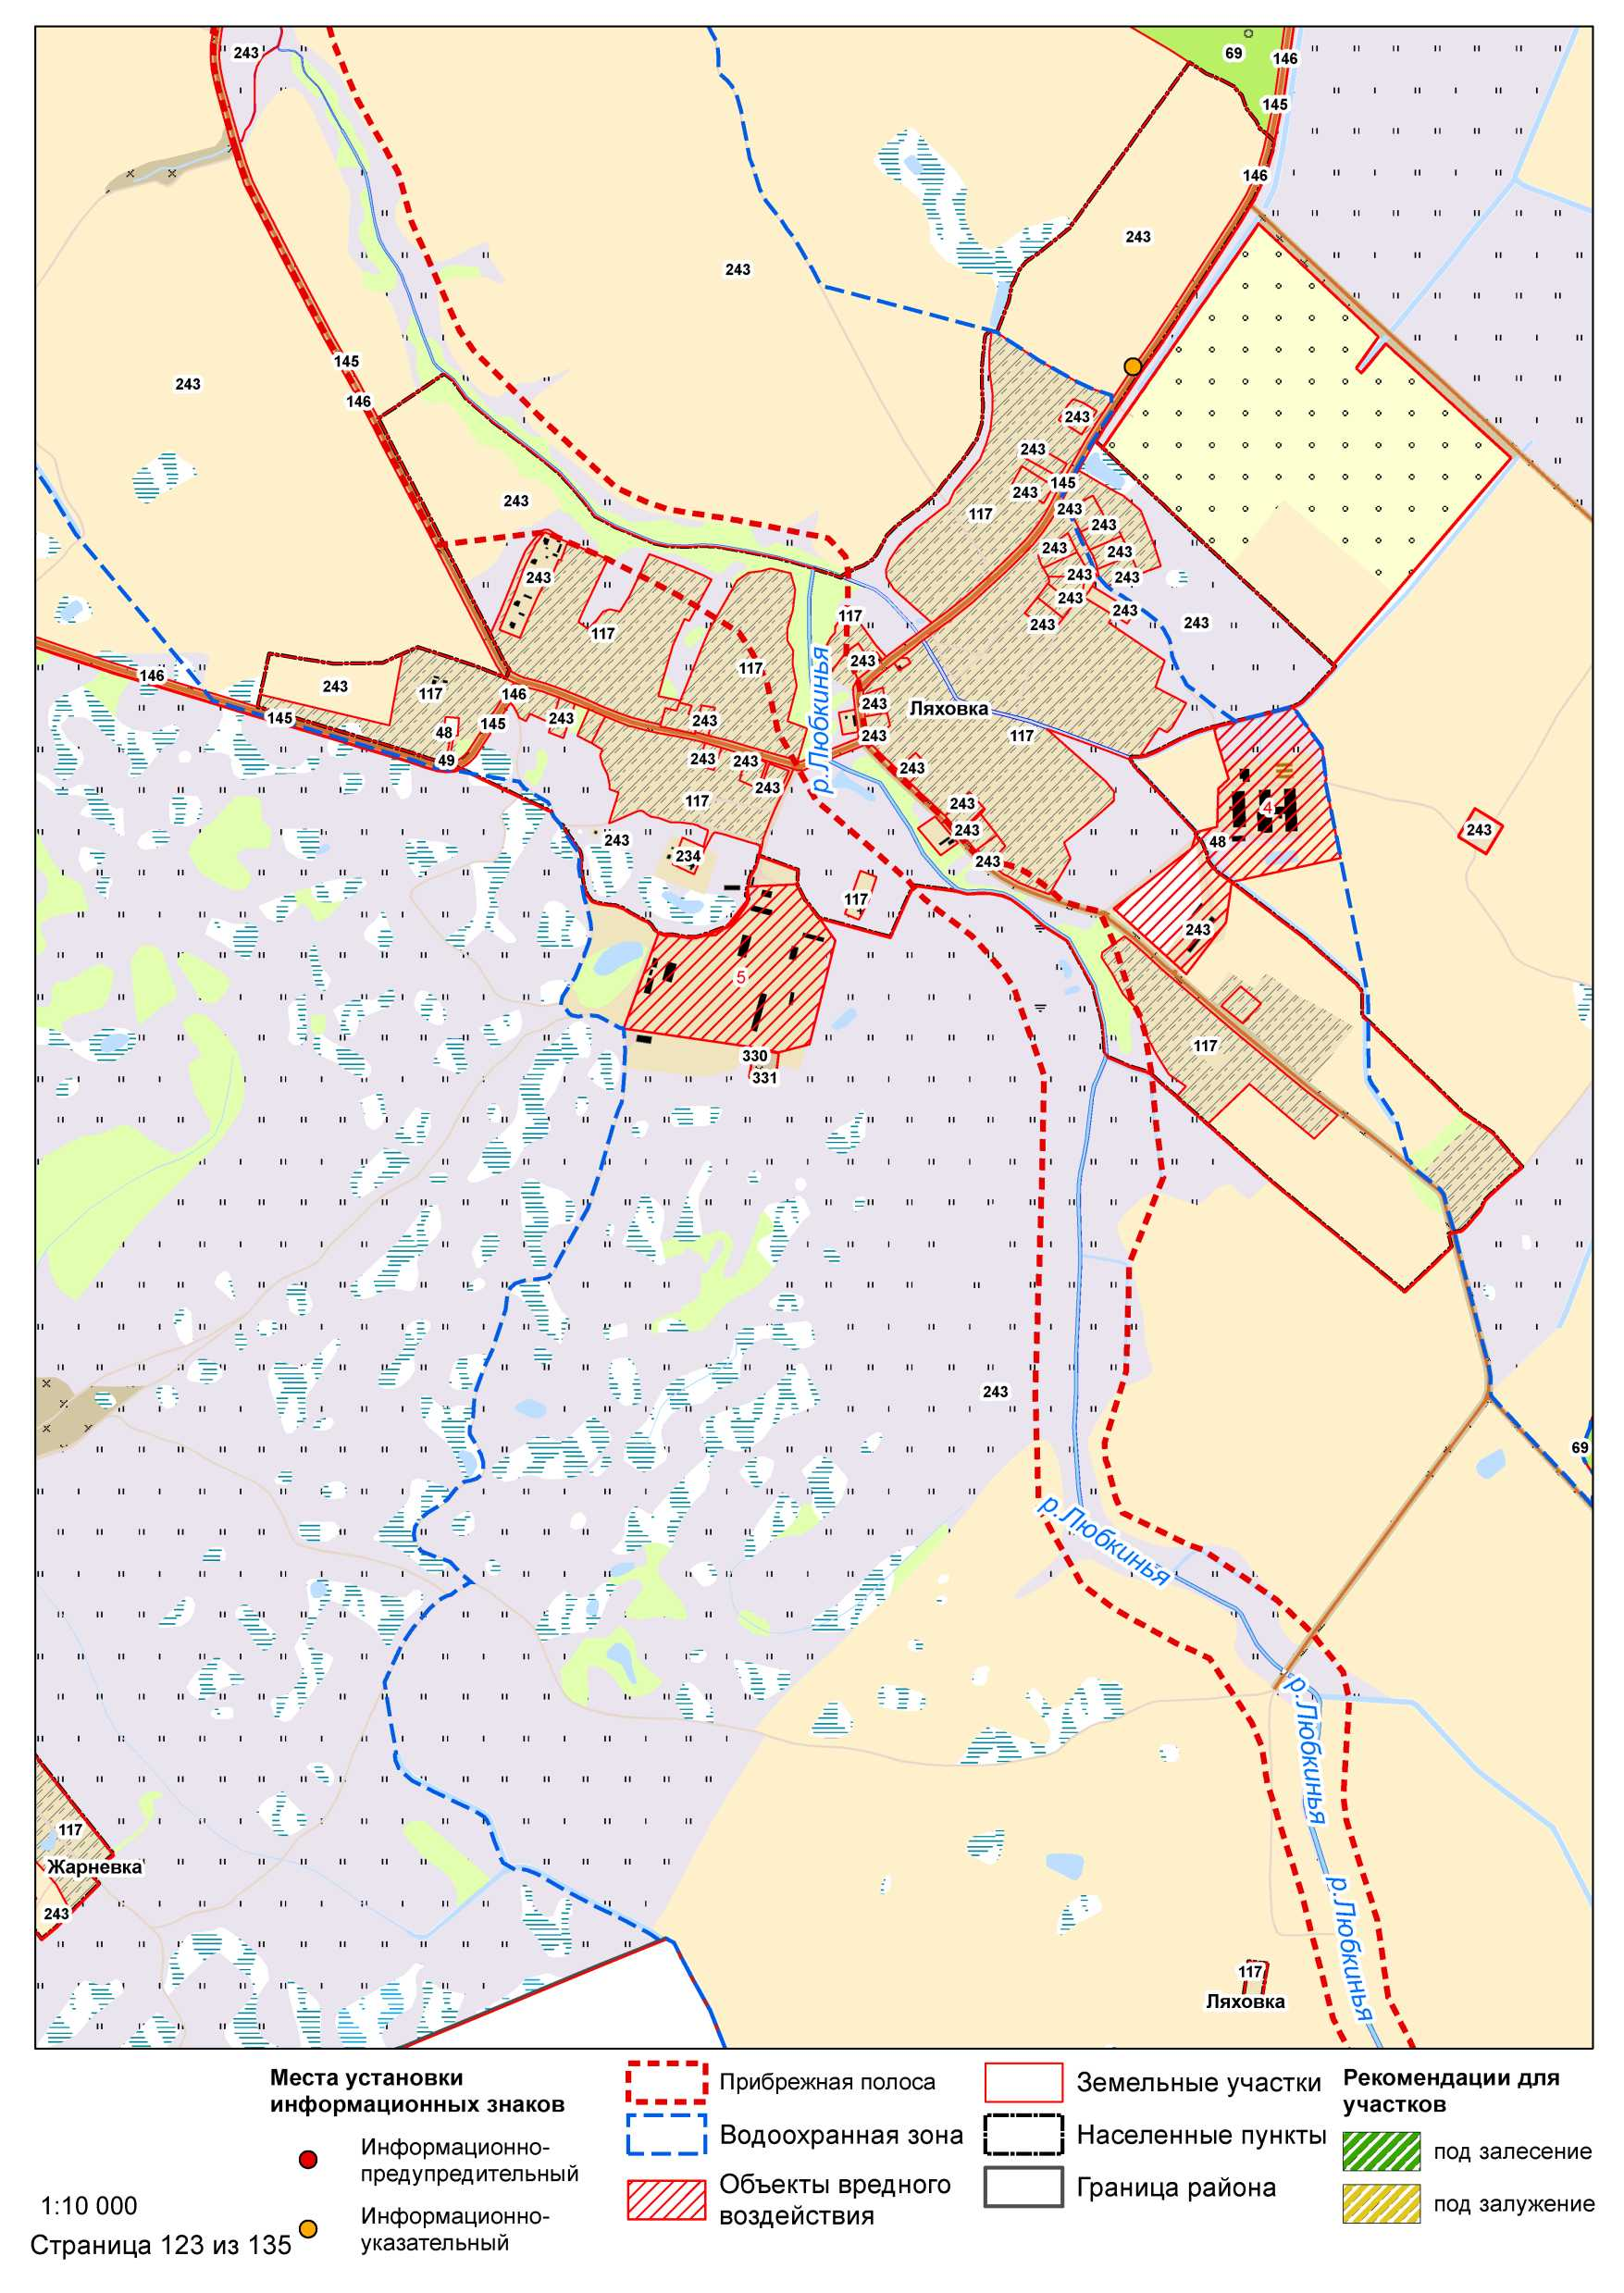 243
69
146
145
146
243
243
145
243
146
243
243
243
243
117
145
243
243
243
243
243
243
243
243
243
243
243
117
117
243
117
243
117
146
243
117
146
р.Любкинья
243
Ляховка
145
48
145
243
243
243
117
49
243
243
243
243
117
243
4
243
243
48
243
243
234
117
243
5
117
330
331
243
69
р.Любкинья
р.Любкинья
117
Жарневка
243
р.Любкинья
117
Ляховка
Места установки
информационных знаков
Информационно-
предупредительный
Информационно-
указательный
Прибрежная полоса
Водоохранная зона
Объекты вредного
воздействия
Земельные участки
Населенные пункты
Граница района
Рекомендации для
участков
под залесение
под залужение
1:10 000
Страница 123 из 135